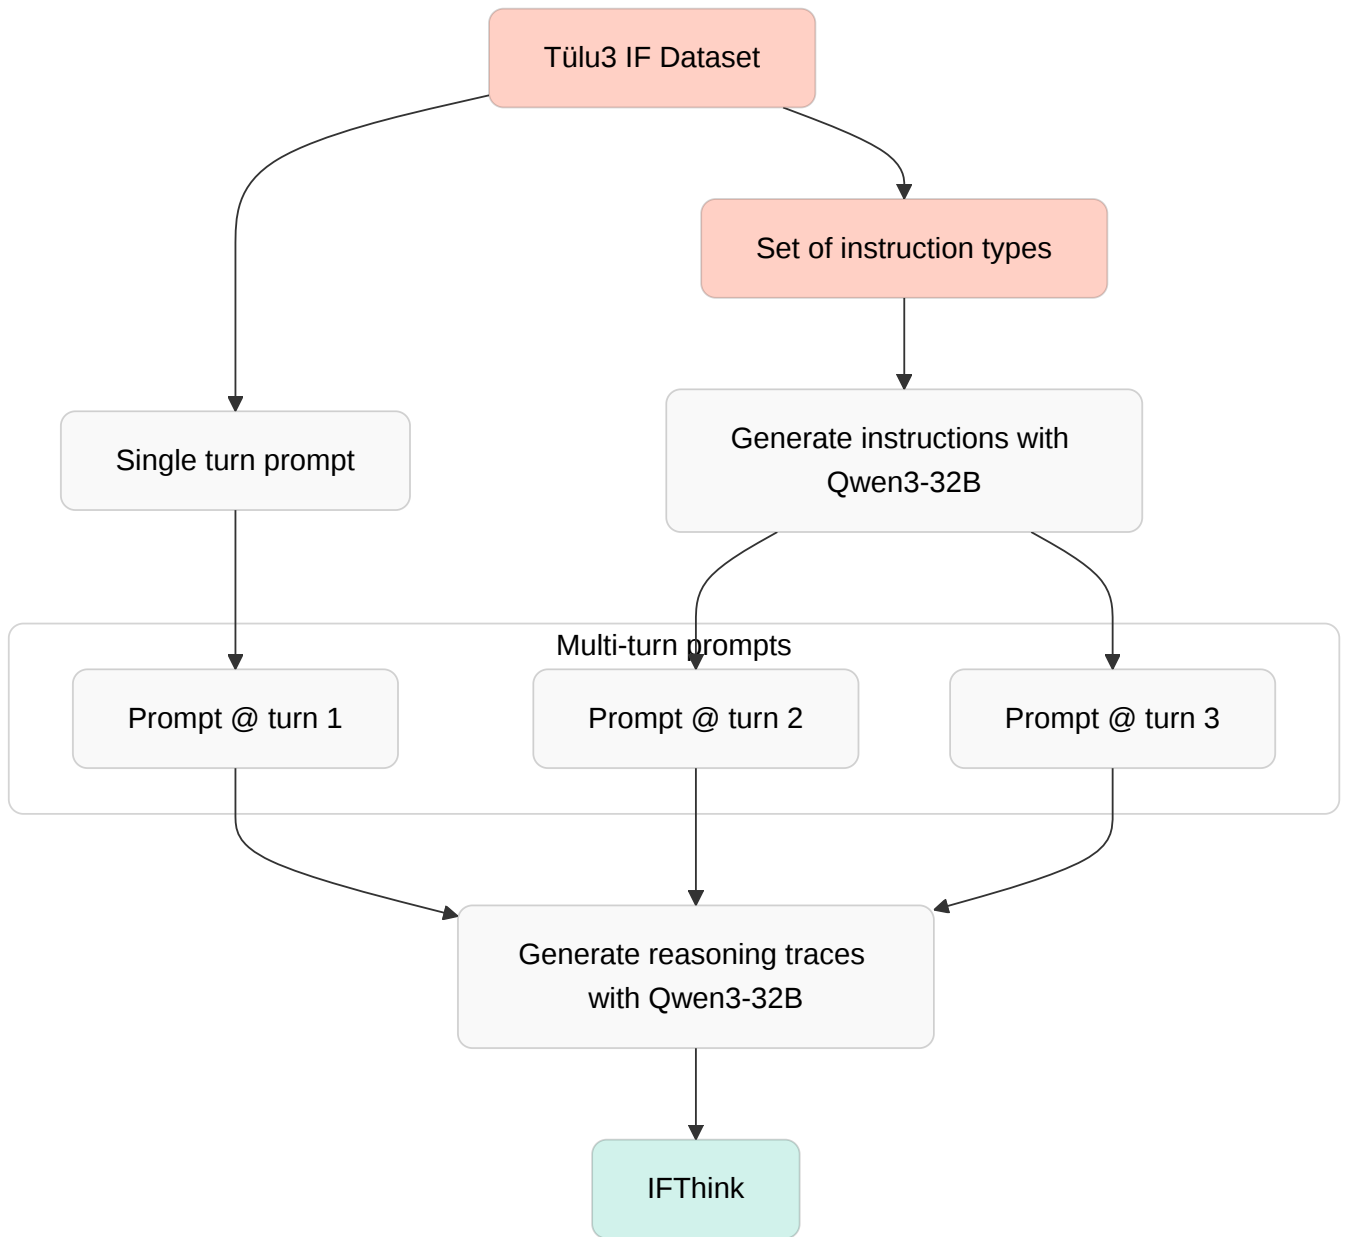 Tülu3 IF Dataset
Set of instruction types
Generate instructions with
Qwen3-32B
Single turn prompt
Multi-turn prompts
Prompt @ turn 1
Prompt @ turn 2
Prompt @ turn 3
Generate reasoning traces
with Qwen3-32B
IFThink